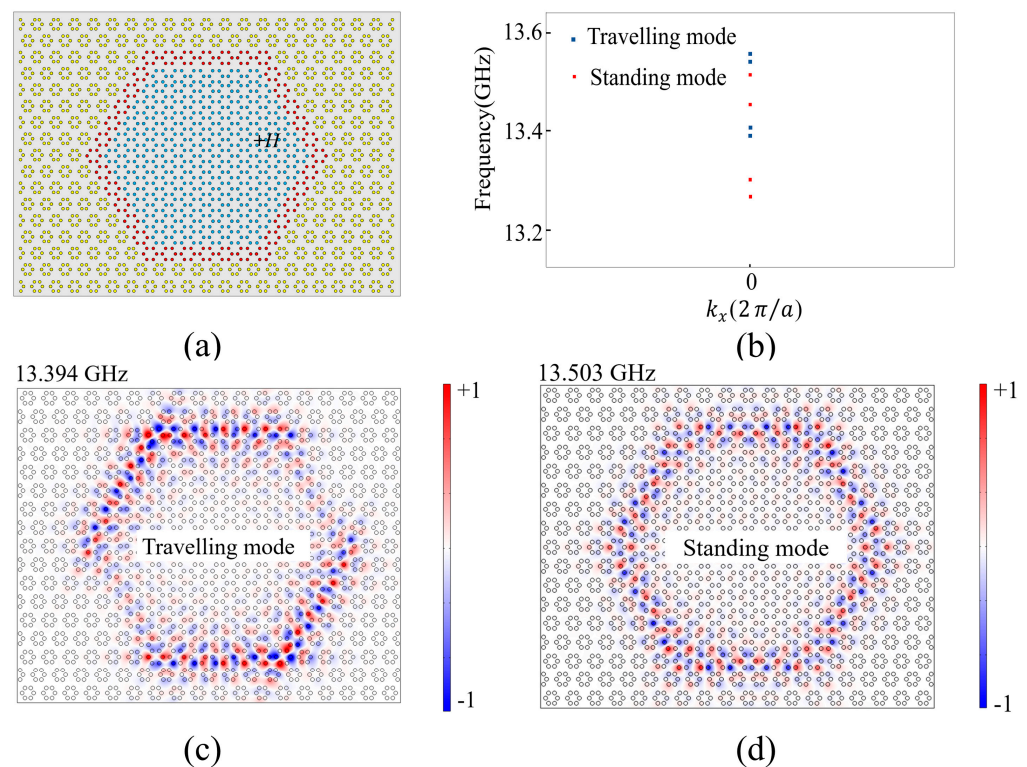 +H
(a)
13.6
13.4
13.2
Frequency(GHz)
Travelling mode
Standing mode
0
kₓ(2π/a)
(b)
13.394 GHz
Travelling mode
+1
-1
(c)
13.503 GHz
Standing mode
+1
-1
(d)